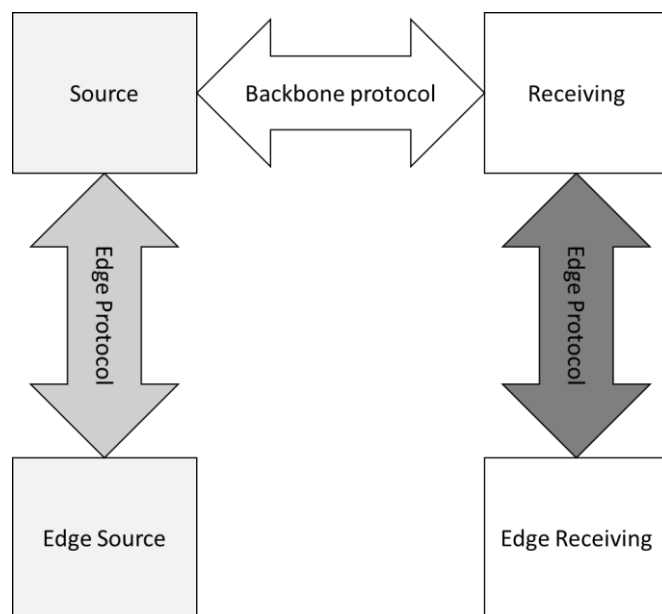 Source
Backbone protocol
Receiving
Edge Protocol
Edge Protocol
Edge Source
Edge Receiving